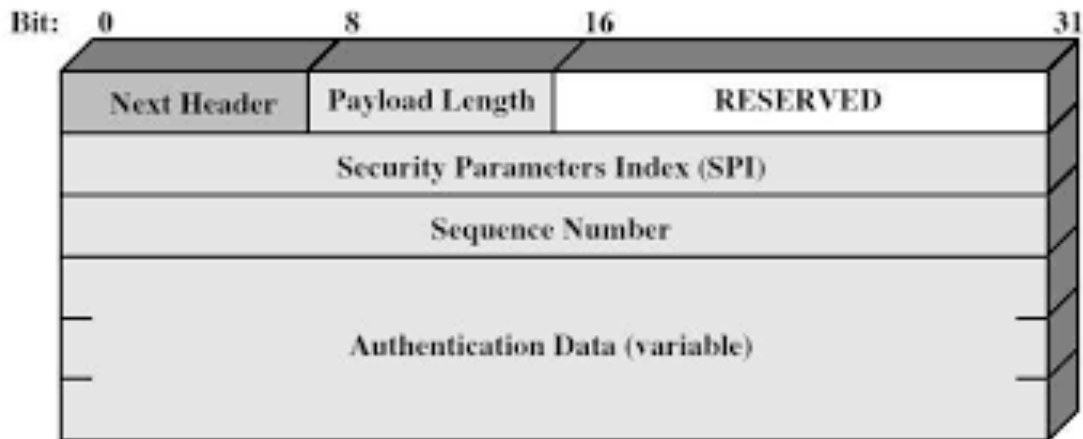 Bit: 0 8 16 31
Next Header Payload Length RESERVED
Security Parameters Index (SPI)
Sequence Number
Authentication Data (variable)